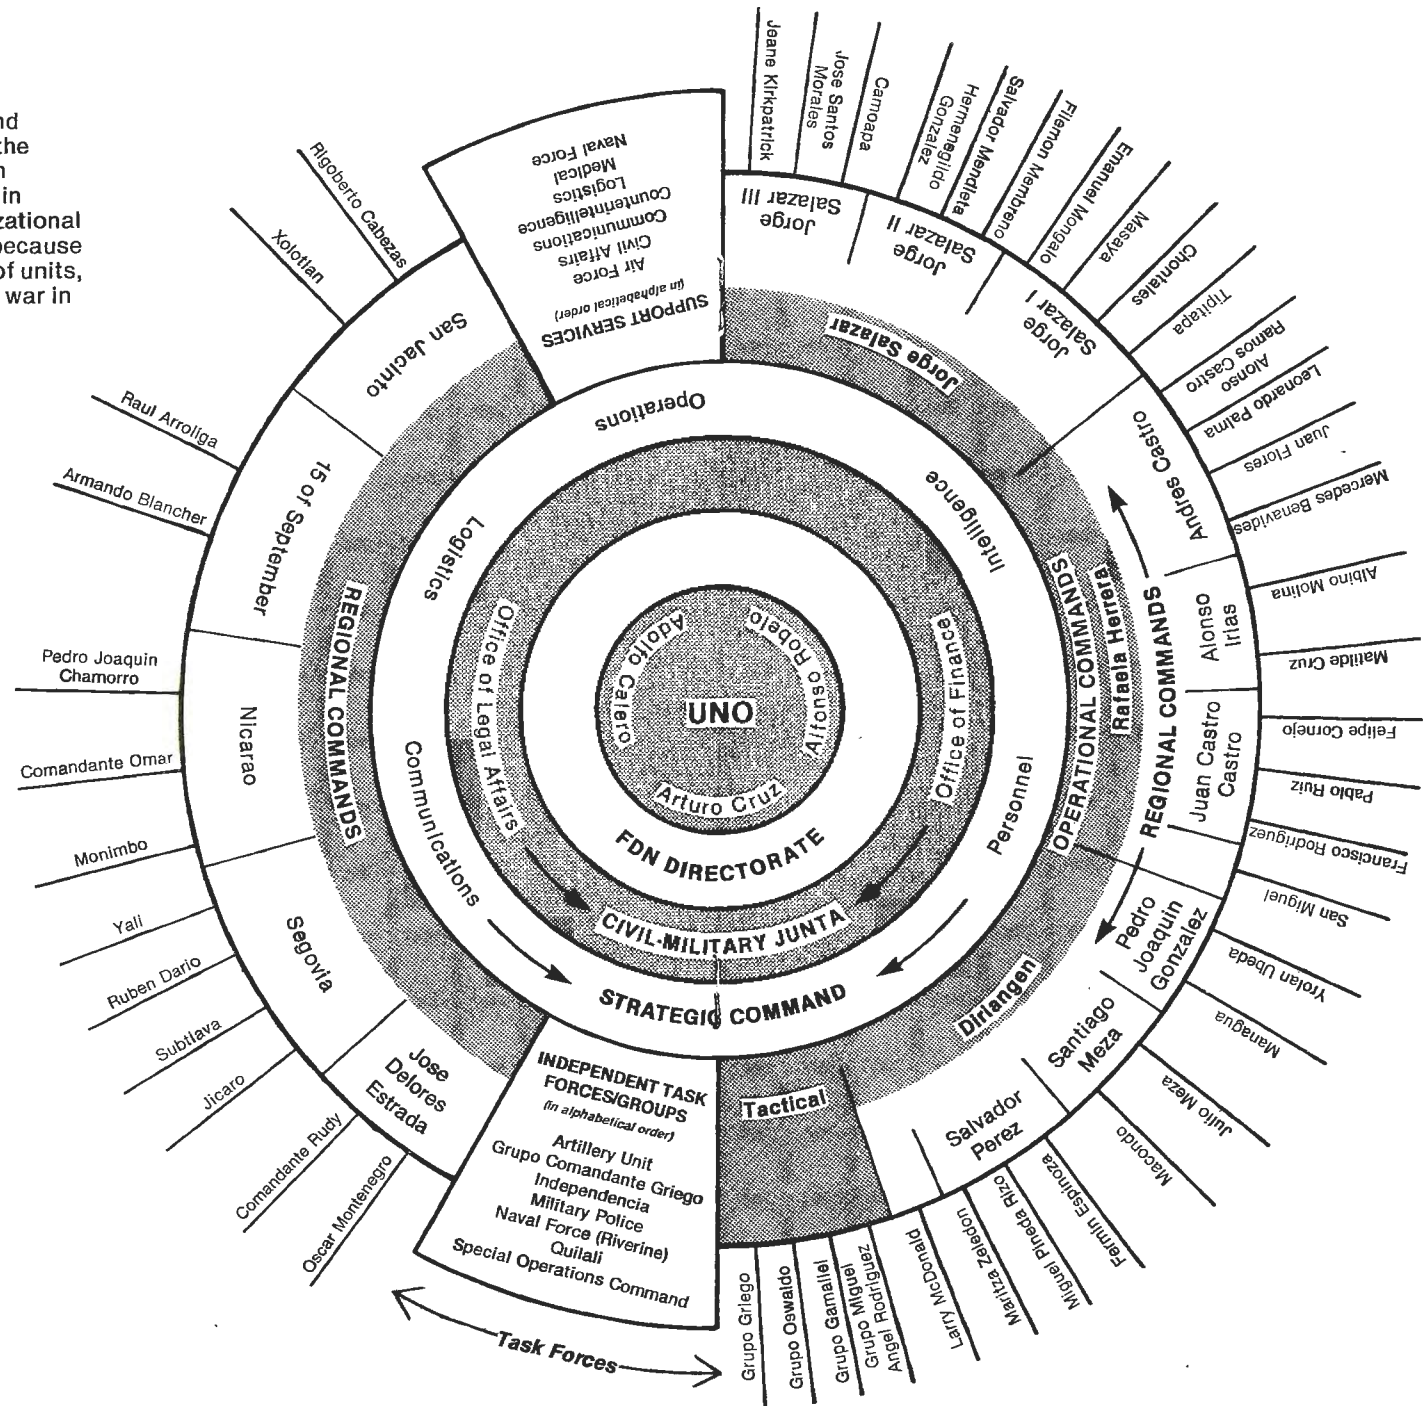 nd
the
n
in
zational
because
of units,
war in
UNO
Adolfo Calero
Alfonso Robelo
Arturo Cruz
FDN DIRECTORATE
CIVIL-MILITARY JUNTA
Office of Legal Affairs
Office of Finance
STRATEGIC COMMAND
Communications
Logistics
Operations
Intelligence
Personnel
SUPPORT SERVICES
(in alphabetical order)
Air Force
Civil Affairs
Communications
Counterintelligence
Logistics
Medical
Naval Force
OPERATIONAL COMMANDS
Jorge Salazar
Rafaela Herrera
Dirlangen
Tactical
REGIONAL COMMANDS
Jorge
Salazar III
Jorge
Salazar II
Jorge
Salazar I
Andres Castro
Alonso
Irias
Juan Castro
Castro
Pedro
Joaquin
Gonzalez
Santiago
Meza
Salvador
Perez
Jeane Kirkpatrick
Jose Santos
Morales
Camoapa
Hermenegildo
Gonzalez
Salvador Mendieta
Filemon Membreno
Emanuel Mongalo
Masaya
Chontales
Tipitapa
Alonso
Ramos Castro
Leonardo Palma
Juan Flores
Mercedes Benavides
Albino Molina
Matilde Cruz
Felipe Cornejo
Pablo Ruiz
Francisco Rodriguez
San Miguel
Yrolan Ubeda
Managua
Julio Meza
Macondo
Fermin Espinoza
Miguel Pineda Rizo
Maritza Zeledon
Larry McDonald
Grupo Miguel
Angel Rodriguez
Grupo Gamaliel
Grupo Oswaldo
Grupo Griego
INDEPENDENT TASK
FORCES/GROUPS
(in alphabetical order)
Artillery Unit
Grupo Comandante Griego
Independencia
Military Police
Naval Force (Riverine)
Quilali
Special Operations Command
Task Forces
REGIONAL COMMANDS
Jose
Delores
Estrada
Segovia
Nicarao
15 of September
San Jacinto
Oscar Montenegro
Comandante Rudy
Jicaro
Subtiava
Ruben Dario
Yali
Monimbo
Comandante Omar
Pedro Joaquin
Chamorro
Armando Blancher
Raul Arroliga
Xolotlan
Rigoberto Cabezas